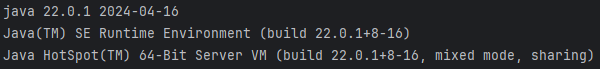 java 22.0.1 2024-04-16
Java(TM) SE Runtime Environment (build 22.0.1+8-16)
Java HotSpot(TM) 64-Bit Server VM (build 22.0.1+8-16, mixed mode, sharing)